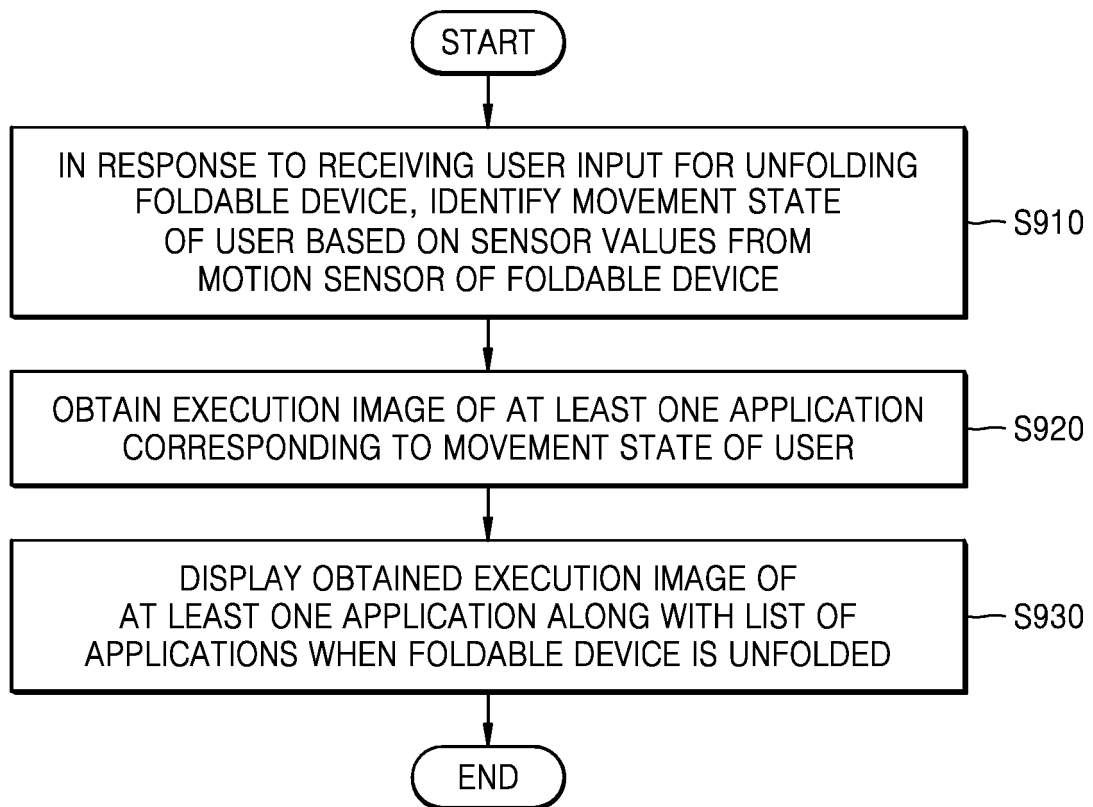 START
IN RESPONSE TO RECEIVING USER INPUT FOR UNFOLDING
FOLDABLE DEVICE, IDENTIFY MOVEMENT STATE
OF USER BASED ON SENSOR VALUES FROM
MOTION SENSOR OF FOLDABLE DEVICE
S910
OBTAIN EXECUTION IMAGE OF AT LEAST ONE APPLICATION
CORRESPONDING TO MOVEMENT STATE OF USER
S920
DISPLAY OBTAINED EXECUTION IMAGE OF
AT LEAST ONE APPLICATION ALONG WITH LIST OF
APPLICATIONS WHEN FOLDABLE DEVICE IS UNFOLDED
S930
END